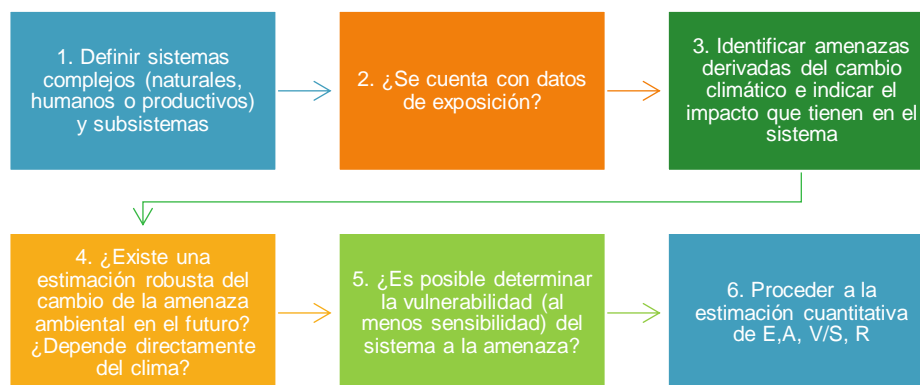 1. Definir sistemas
complejos (naturales,
humanos o productivos)
y subsistemas
2. ¿Se cuenta con datos
de exposición?
3. Identificar amenazas
derivadas del cambio
climático e indicar el
impacto que tienen en el
sistema
4. ¿Existe una
estimación robusta del
cambio de la amenaza
ambiental en el futuro?
¿Depende directamente
del clima?
5. ¿Es posible determinar
la vulnerabilidad (al
menos sensibilidad) del
sistema a la amenaza?
6. Proceder a la
estimación cuantitativa
de E,A, V/S, R